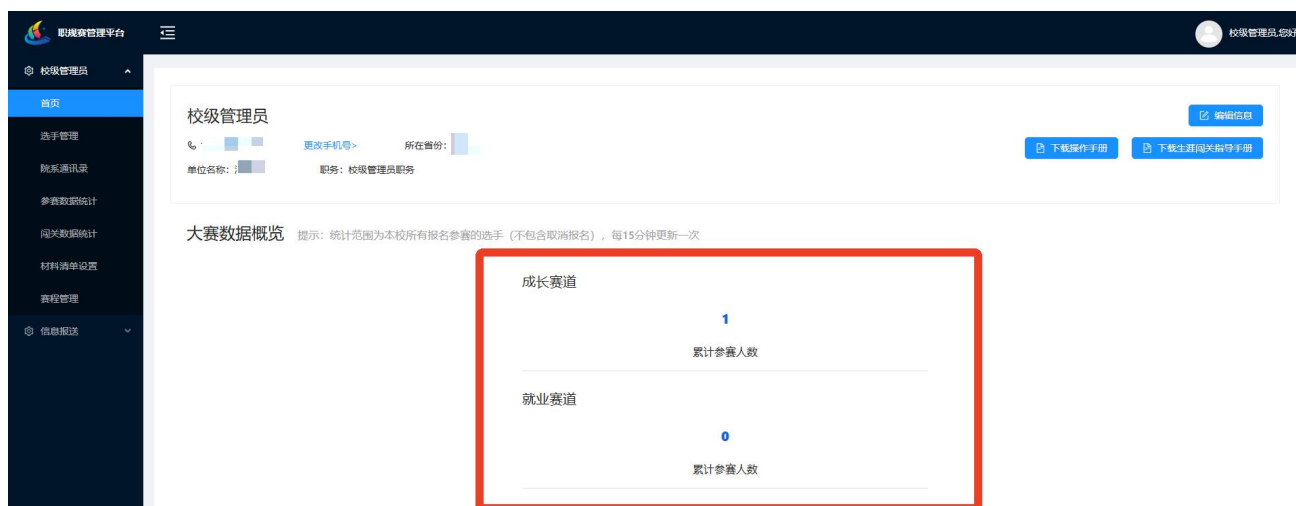 职规赛管理平台
校级管理员,您好
校级管理员
首页
选手管理
院系通讯录
参赛数据统计
闯关数据统计
材料清单设置
赛程管理
信息报送
校级管理员
编辑信息
更改手机号>
所在省份:
下载操作手册
下载生涯闯关指导手册
单位名称:
职务: 校级管理员职务
大赛数据概览 提示: 统计范围为本校所有报名参赛的选手 (不包含取消报名) , 每15分钟更新一次
成长赛道
1
累计参赛人数
就业赛道
0
累计参赛人数